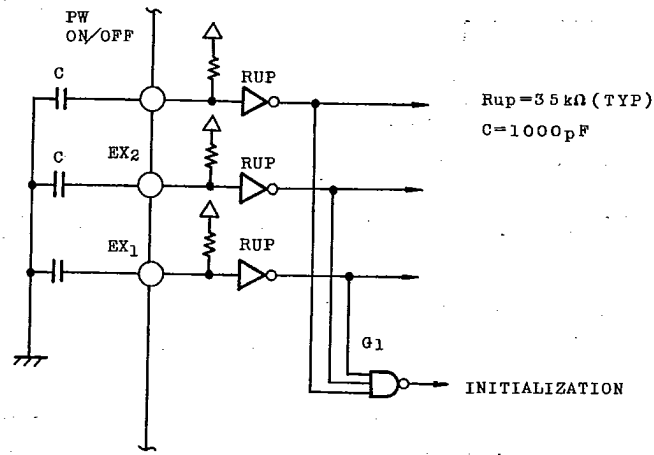 PW
ON/OFF
C
RUP
Rup=35kΩ(TYP)
C=1000pF
C
EX2
RUP
EX1
RUP
G1
INITIALIZATION